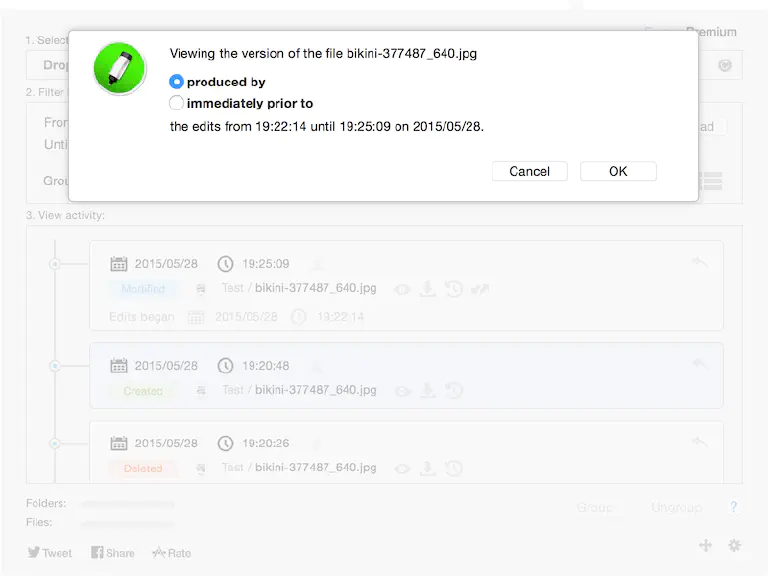 Premium
1. Select
Drop
2. Filter
ad
Viewing the version of the file bikini-377487_640.jpg
produced by
immediately prior to
the edits from 19:22:14 until 19:25:09 on 2015/05/28.
Cancel OK
3. View activity:
2015/05/28 19:25:09
Modified Test / bikini-377487_640.jpg
Edits began 2015/05/28 19:22:14
2015/05/28 19:20:48
Created Test / bikini-377487_640.jpg
2015/05/28 19:20:26
Deleted Test / bikini-377487_640.jpg
Folders:
Files:
Group Ungroup ?
Tweet Share Rate